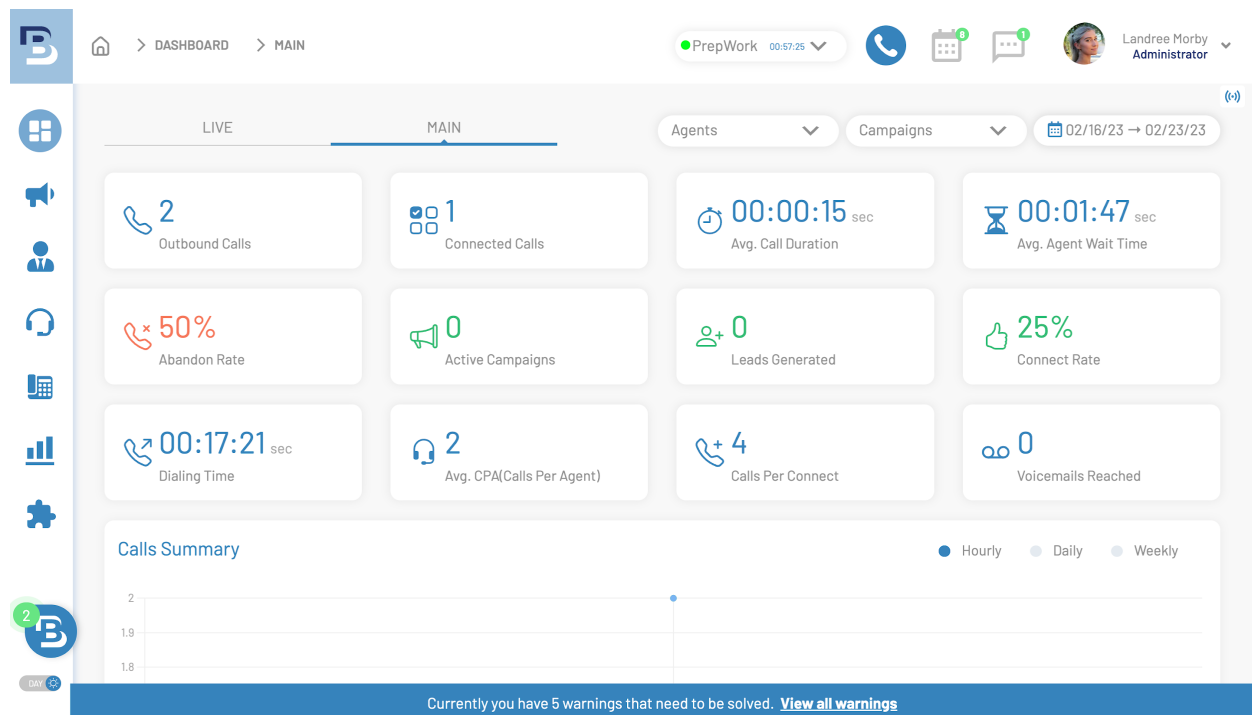 B
DASHBOARD
MAIN
PrepWork 00:57:25
8
1
Landree Morby
Administrator
LIVE
MAIN
Agents
Campaigns
02/16/23 → 02/23/23
2
Outbound Calls
1
Connected Calls
00:00:15 sec
Avg. Call Duration
00:01:47 sec
Avg. Agent Wait Time
50%
Abandon Rate
0
Active Campaigns
0
Leads Generated
25%
Connect Rate
00:17:21 sec
Dialing Time
2
Avg. CPA(Calls Per Agent)
4
Calls Per Connect
0
Voicemails Reached
Calls Summary
Hourly
Daily
Weekly
2
1.9
1.8
2
B
DAY
Currently you have 5 warnings that need to be solved. View all warnings